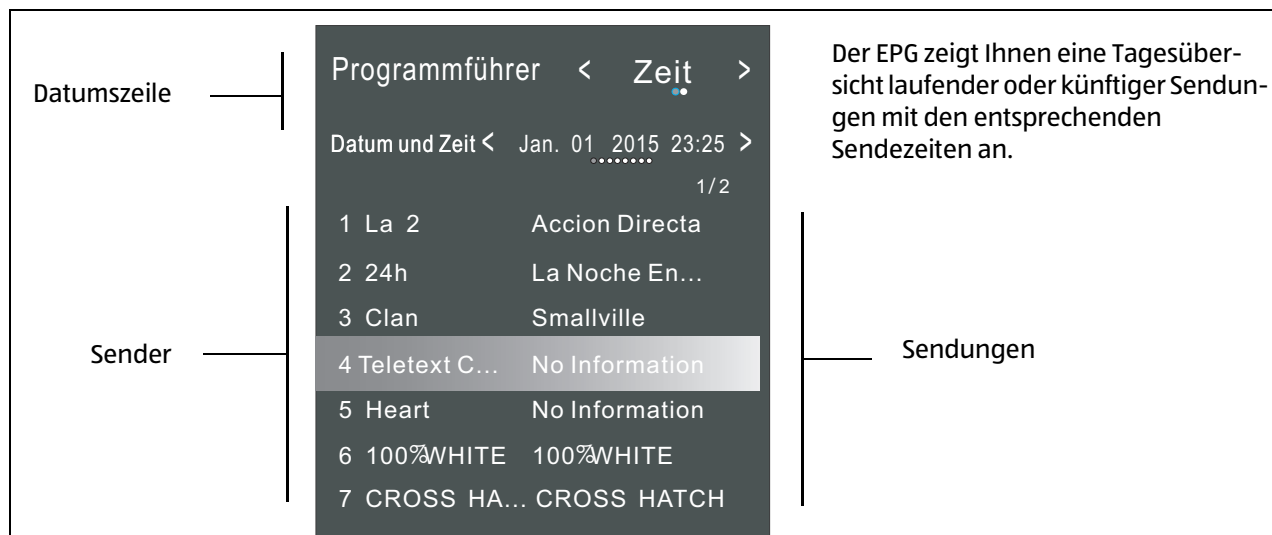 Datumszeile
Programmführer < Zeit >
Datum und Zeit < Jan. 01 2015 23:25 >
1/2
1 La 2 Accion Directa
2 24h La Noche En...
3 Clan Smallville
4 Teletext C... No Information
5 Heart No Information
6 100%WHITE 100%WHITE
7 CROSS HA... CROSS HATCH
Sender
Der EPG zeigt Ihnen eine Tagesüber-
sicht laufender oder künftiger Sendun-
gen mit den entsprechenden
Sendezeiten an.
Sendungen